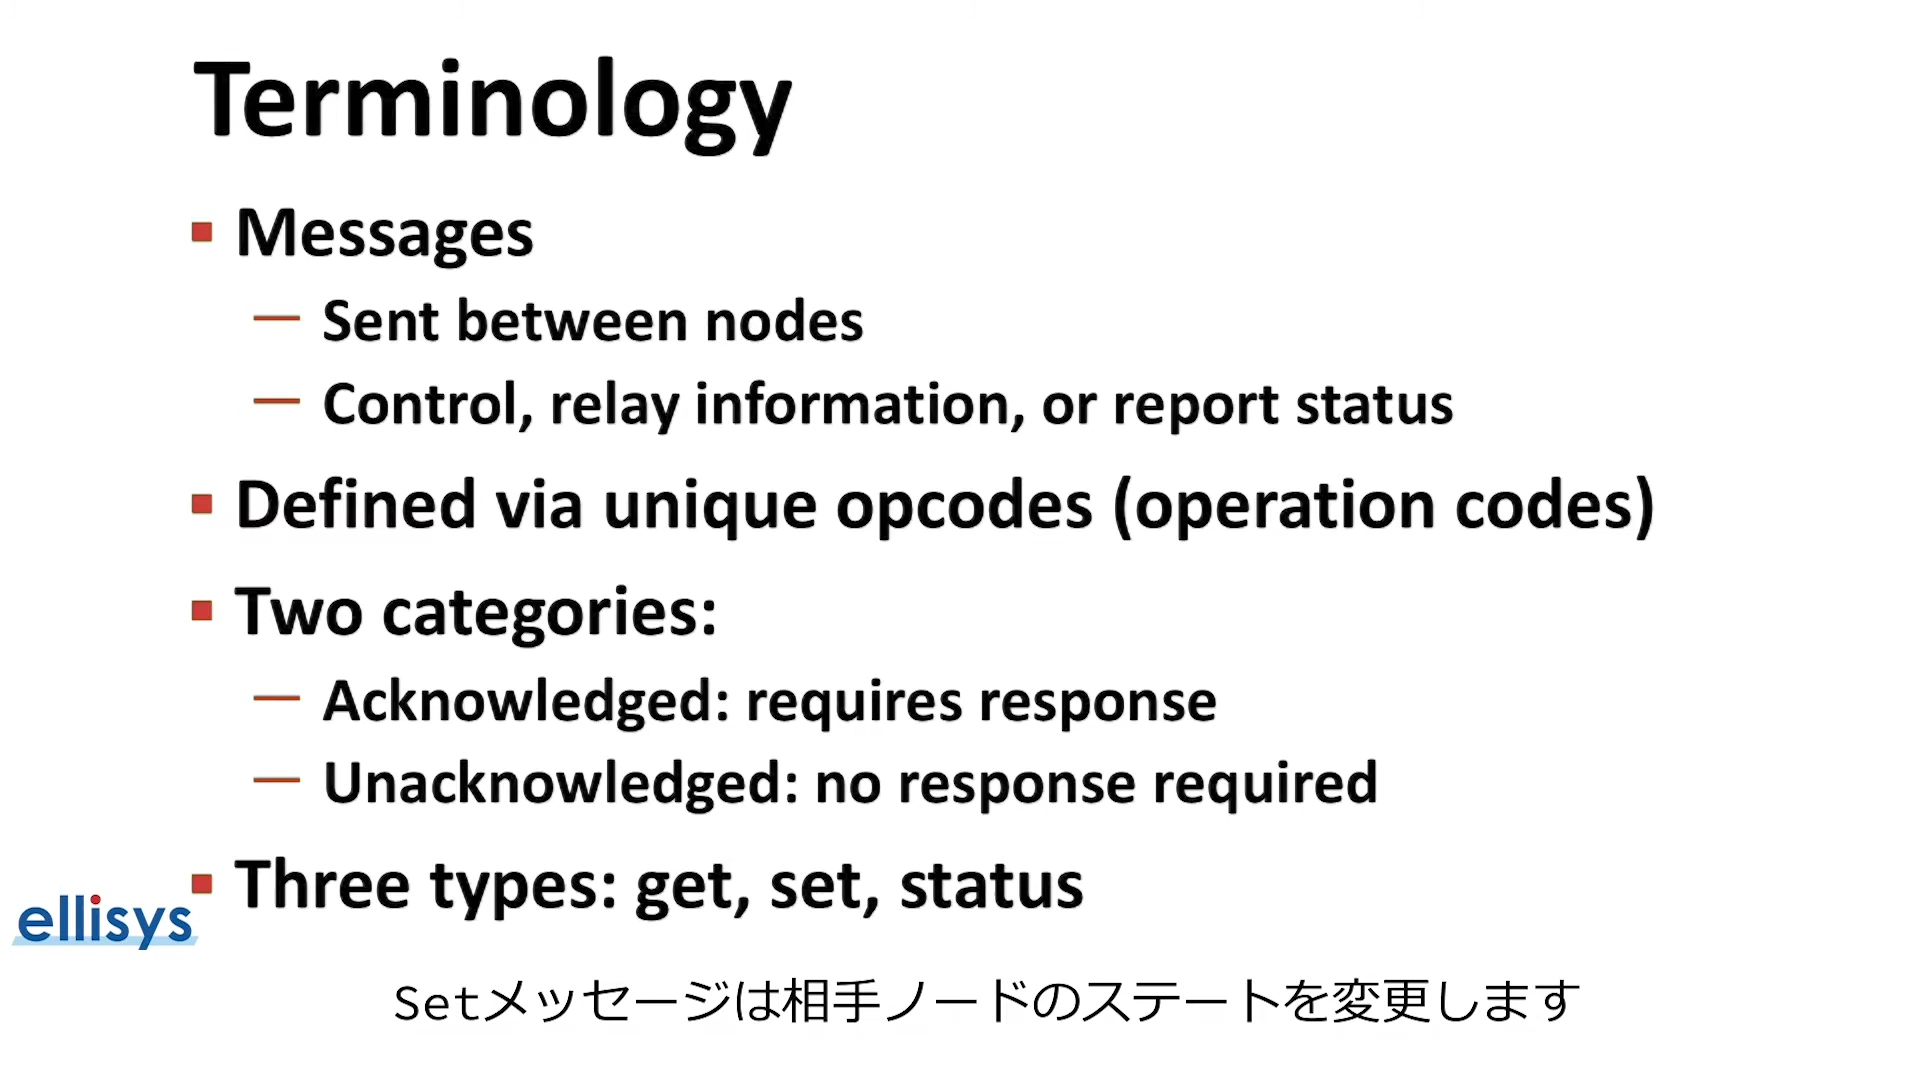 Terminology
▪ Messages
— Sent between nodes
— Control, relay information, or report status
▪ Defined via unique opcodes (operation codes)
▪ Two categories:
— Acknowledged: requires response
— Unacknowledged: no response required
▪ Three types: get, set, status
ellisys
Setメッセージは相手ノードのステートを変更します